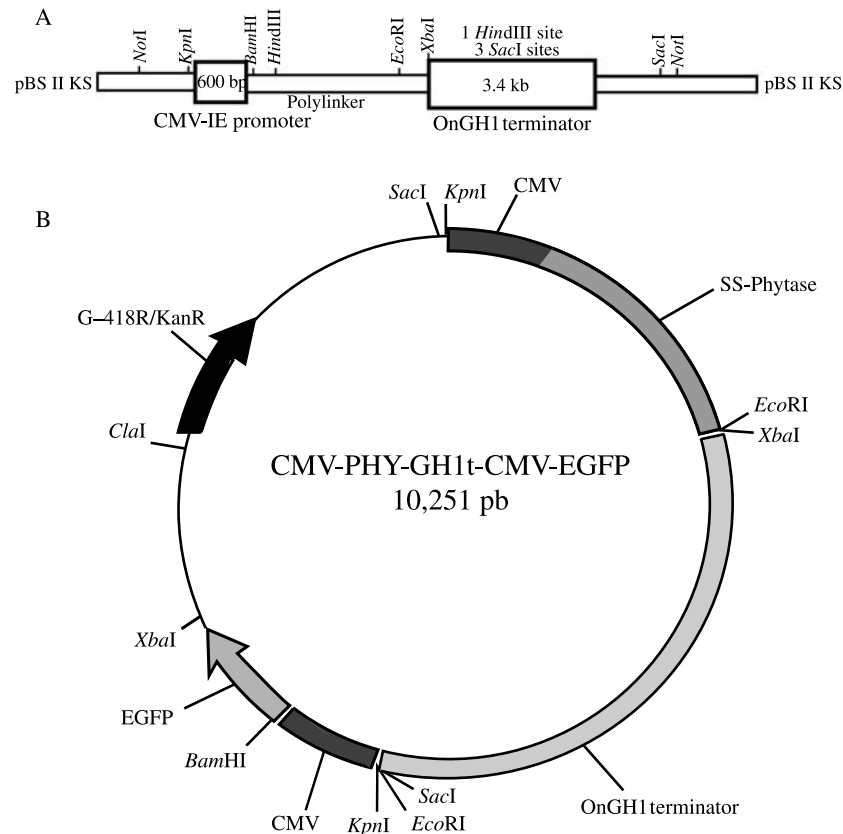 A
NotI
KpnI
BamHI
HindIII
EcoRI
XbaI
1 HindIII site
3 SacI sites
SacI
NotI
pBS II KS
600 bp
3.4 kb
pBS II KS
Polylinker
CMV-IE promoter
OnGH1 terminator
B
SacI
KpnI
CMV
SS-Phytase
G–418R/KanR
EcoRI
XbaI
ClaI
CMV-PHY-GH1t-CMV-EGFP
10,251 pb
XbaI
EGFP
BamHI
CMV
KpnI
EcoRI
SacI
OnGH1 terminator